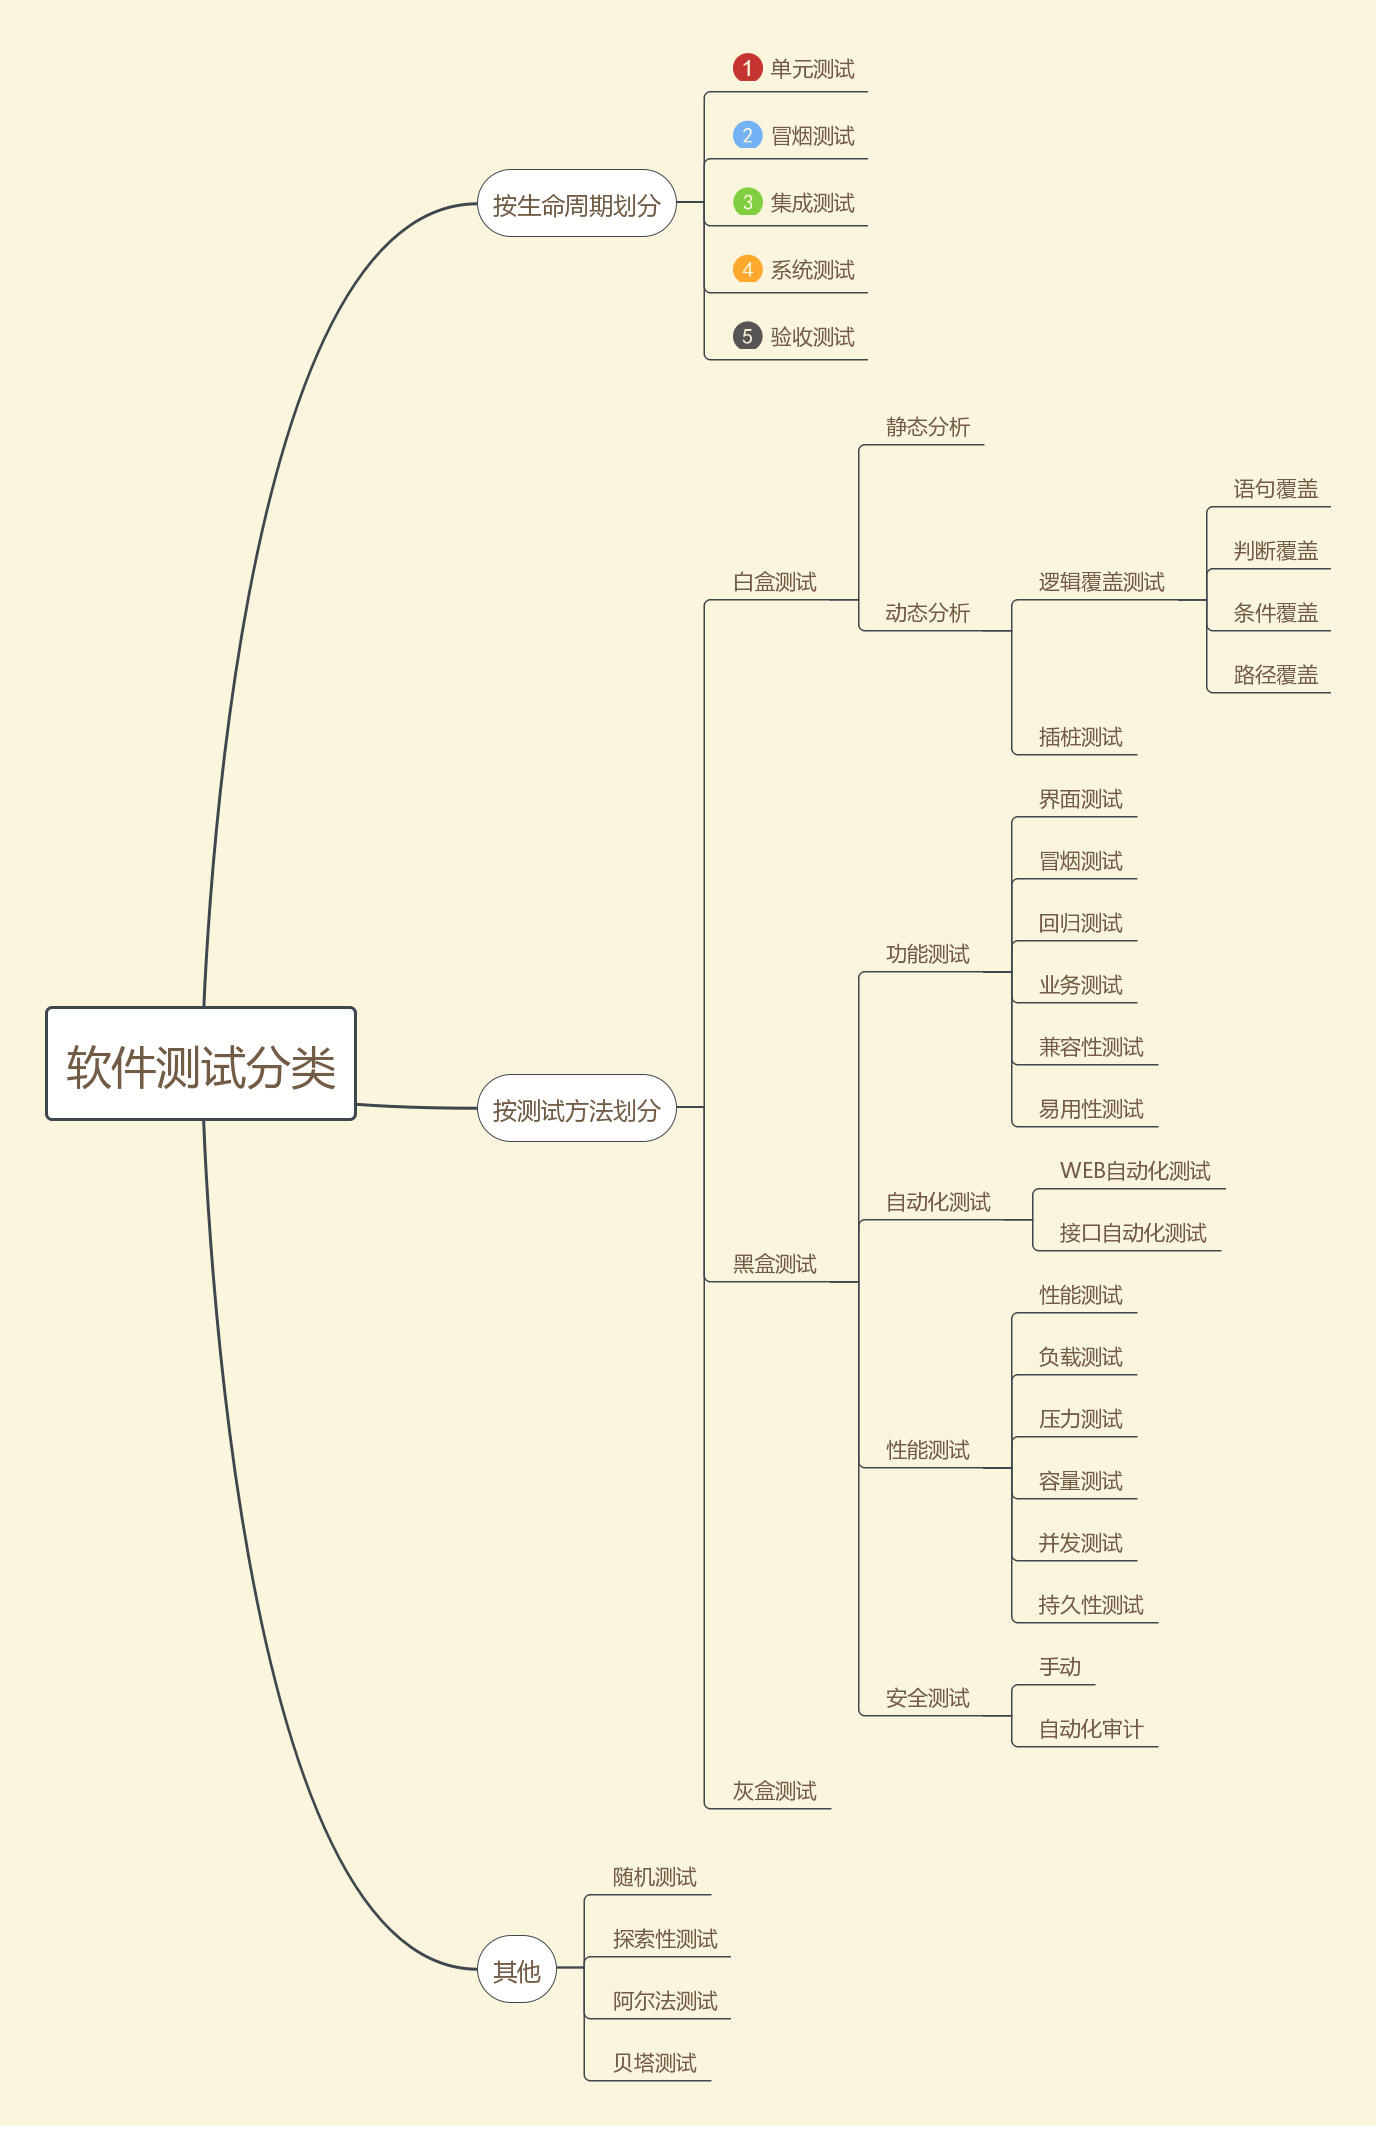 软件测试分类
按生命周期划分
1 单元测试
2 冒烟测试
3 集成测试
4 系统测试
5 验收测试
按测试方法划分
白盒测试
静态分析
动态分析
逻辑覆盖测试
语句覆盖
判断覆盖
条件覆盖
路径覆盖
插桩测试
黑盒测试
功能测试
界面测试
冒烟测试
回归测试
业务测试
兼容性测试
易用性测试
自动化测试
WEB自动化测试
接口自动化测试
性能测试
性能测试
负载测试
压力测试
容量测试
并发测试
持久性测试
安全测试
手动
自动化审计
灰盒测试
其他
随机测试
探索性测试
阿尔法测试
贝塔测试